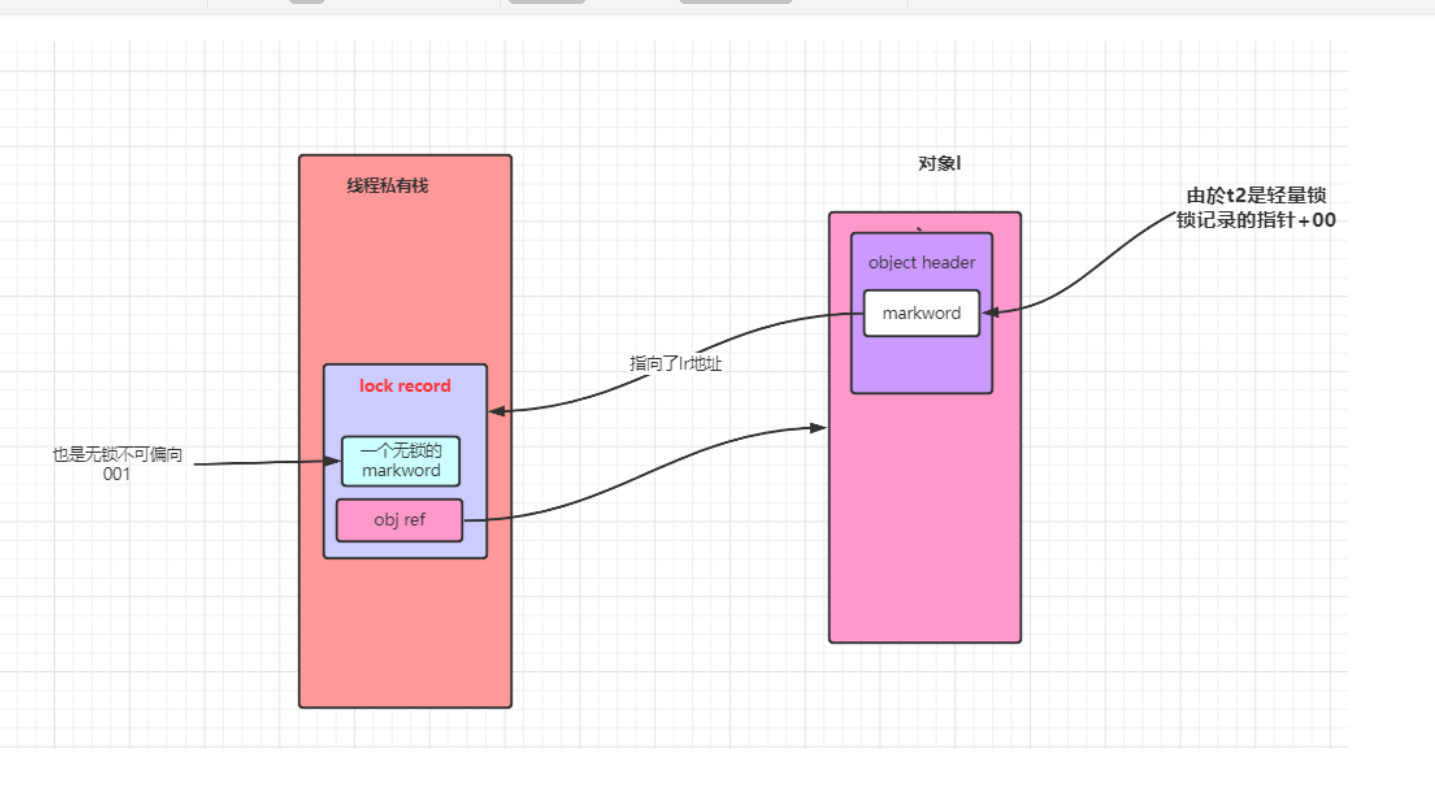 线程私有栈
对象l
由於t2是轻量锁
锁记录的指针+00
object header
markword
指向了lr地址
lock record
也是无锁不可偏向
001
一个无锁的
markword
obj ref